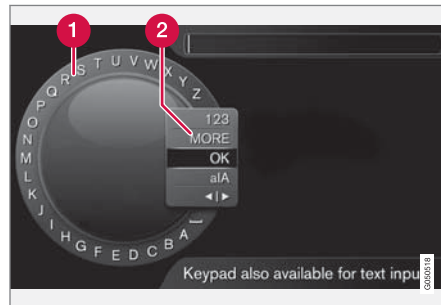 1
2
A B C D E F G H I J K L M N O P Q R S T U V W X Y Z
123
MORE
OK
a|A
◄|►
Keypad also available for text inpu
G050518